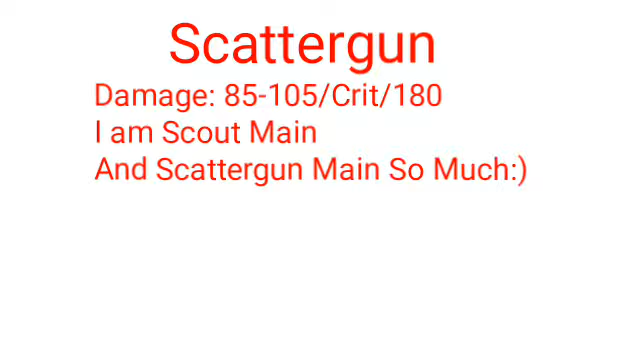 Scattergun
Damage: 85-105/Crit/180
I am Scout Main
And Scattergun Main So Much:)